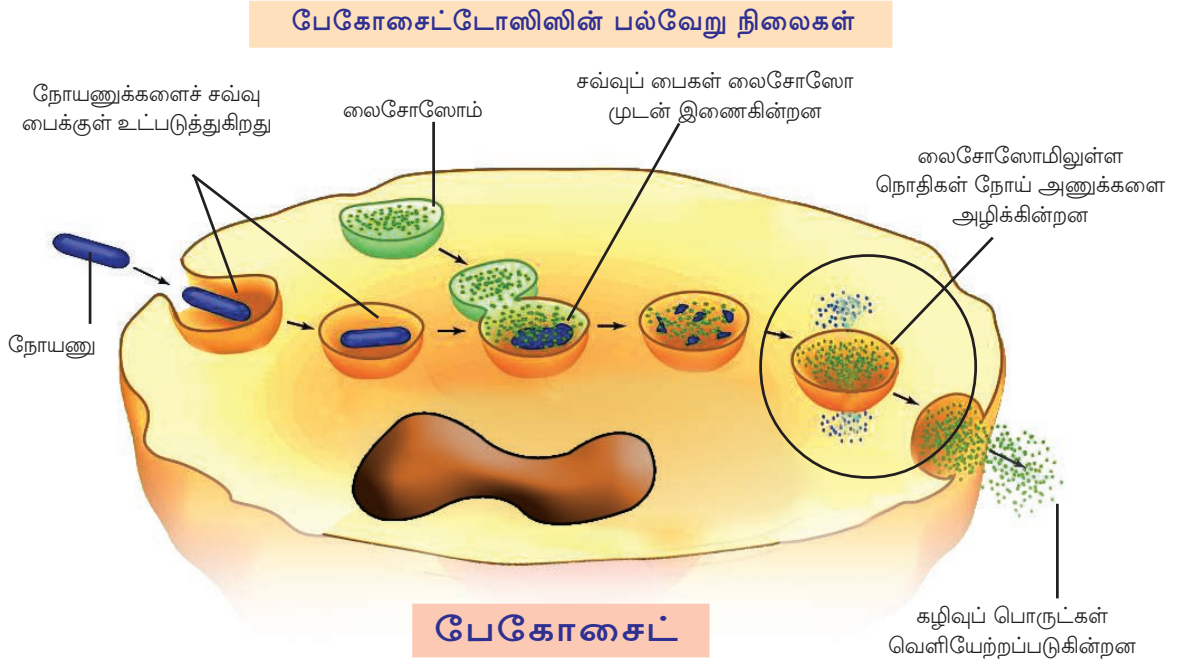 பேகோசைட்டோஸிஸின் பல்வேறு நிலைகள்
நோயணுக்களைச் சவ்வு
பைக்குள் உட்படுத்துகிறது
லைசோஸோம்
சவ்வுப் பைகள் லைசோஸோ
முடன் இணைகின்றன
லைசோஸோமிலுள்ள
நொதிகள் நோய் அணுக்களை
அழிக்கின்றன
நோயணு
பேகோசைட்
கழிவுப் பொருட்கள்
வெளியேற்றப்படுகின்றன